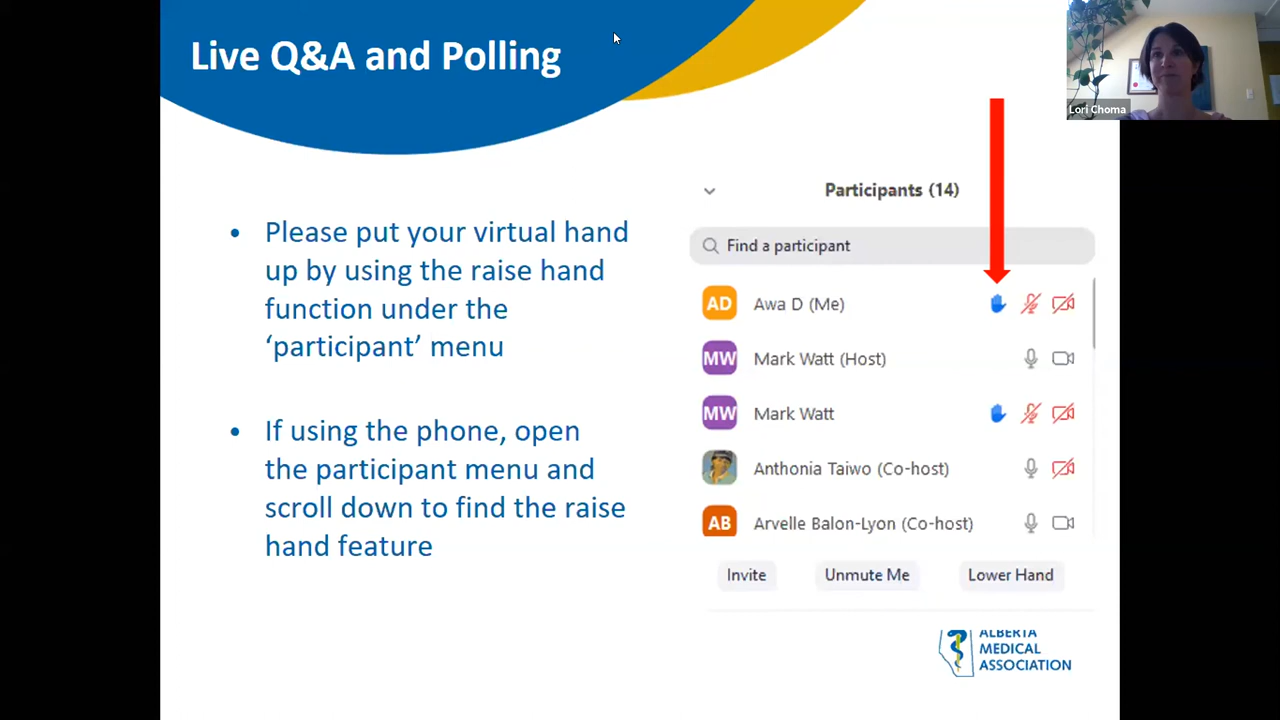 Live Q&A and Polling
Lori Choma
• Please put your virtual hand
up by using the raise hand
function under the
‘participant’ menu
• If using the phone, open
the participant menu and
scroll down to find the raise
hand feature
Participants (14)
Find a participant
AD Awa D (Me)
MW Mark Watt (Host)
MW Mark Watt
Anthonia Taiwo (Co-host)
AB Arvelle Balon-Lyon (Co-host)
Invite Unmute Me Lower Hand
ALBERTA
MEDICAL
ASSOCIATION